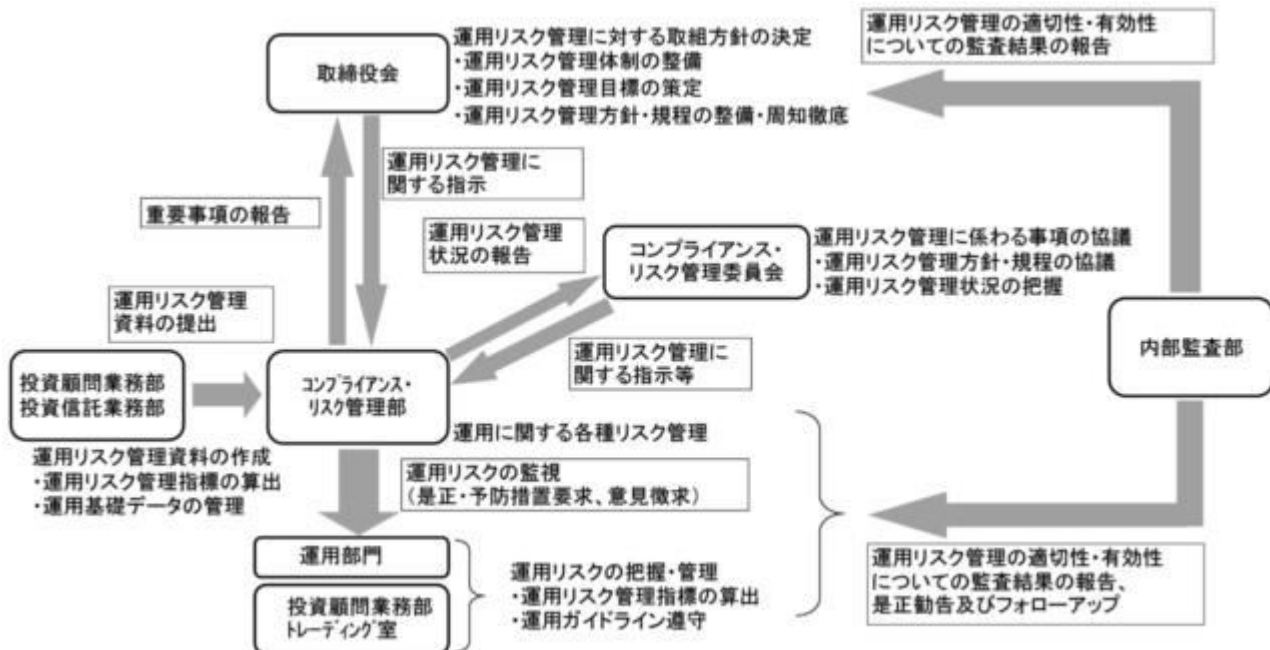 取締役会
運用リスク管理に対する取組方針の決定
・運用リスク管理体制の整備
・運用リスク管理目標の策定
・運用リスク管理方針・規程の整備・周知徹底
運用リスク管理の適切性・有効性
についての監査結果の報告
運用リスク管理に
関する指示
重要事項の報告
運用リスク管理
状況の報告
コンプライアンス・
リスク管理委員会
運用リスク管理に係わる事項の協議
・運用リスク管理方針・規程の協議
・運用リスク管理状況の把握
運用リスク管理
資料の提出
内部監査部
投資顧問業務部
投資信託業務部
コンプライアンス・
リスク管理部
運用リスク管理に
関する指示等
運用に関する各種リスク管理
運用リスク管理資料の作成
・運用リスク管理指標の算出
・運用基礎データの管理
運用リスクの監視
（是正・予防措置要求、意見徴求）
運用部門
投資顧問業務部
トレーディング室
運用リスクの把握・管理
・運用リスク管理指標の算出
・運用ガイドライン遵守
運用リスク管理の適切性・有効性
についての監査結果の報告、
是正勧告及びフォローアップ